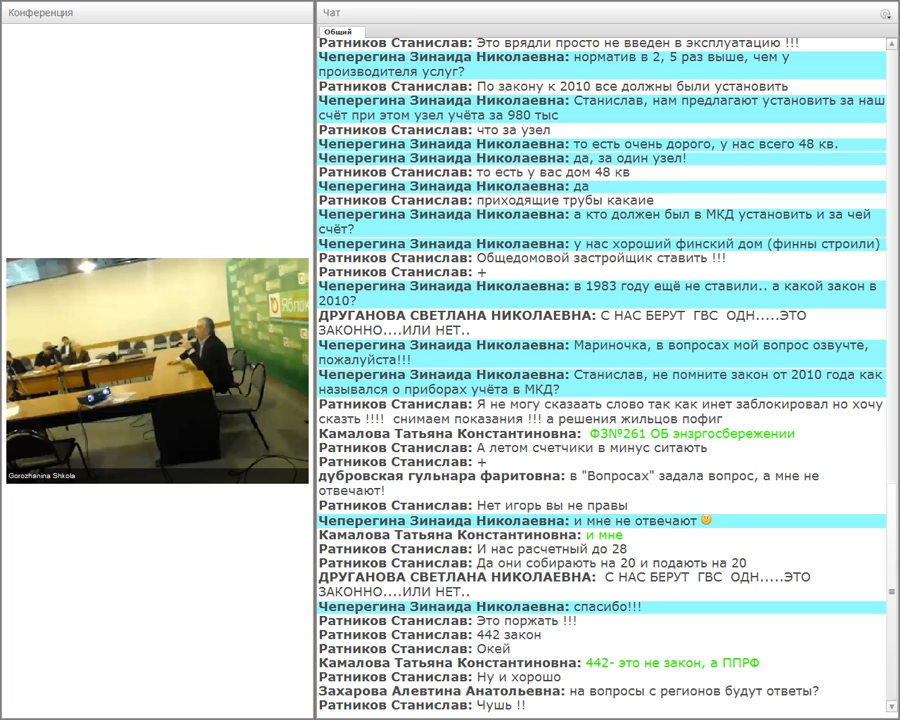 Конференция
Чат
Общий
Ратников Станислав: Это врядли просто не введен в эксплуатацию !!!
Чеперегина Зинаида Николаевна: норматив в 2, 5 раз выше, чем у
производителя услуг?
Ратников Станислав: По закону к 2010 все должны были установить
Чеперегина Зинаида Николаевна: Станислав, нам предлагают установить за наш
счёт при этом узел учёта за 980 тыс
Ратников Станислав: что за узел
Чеперегина Зинаида Николаевна: то есть очень дорого, у нас всего 48 кв.
Чеперегина Зинаида Николаевна: да, за один узел!
Ратников Станислав: то есть у вас дом 48 кв
Чеперегина Зинаида Николаевна: да
Ратников Станислав: приходящие трубы какаие
Чеперегина Зинаида Николаевна: а кто должен был в МКД установить и за чей
счёт?
Чеперегина Зинаида Николаевна: у нас хороший финский дом (финны строили)
Ратников Станислав: Общедомовой застройщик ставить !!!
Ратников Станислав: +
Чеперегина Зинаида Николаевна: в 1983 году ещё не ставили.. а какой закон в
2010?
ДРУГАНОВА СВЕТЛАНА НИКОЛАЕВНА: С НАС БЕРУТ ГВС ОДН.....ЭТО
ЗАКОННО....ИЛИ НЕТ..
Чеперегина Зинаида Николаевна: Мариночка, в вопросах мой вопрос озвучте,
пожалуйста!!!
Чеперегина Зинаида Николаевна: Станислав, не помните закон от 2010 года как
назывался о приборах учёта в МКД?
Ратников Станислав: Я не могу сказаать слово так как инет заблокировал но хочу
сказть !!!! снимаем показания !!! а решения жильцов пофиг
Камалова Татьяна Константиновна: ФЗ№261 ОБ энзргосбережении
Ратников Станислав: А летом счетчики в минус ситають
Ратников Станислав: +
дубровская гульнара фаритовна: в "Вопросах" задала вопрос, а мне не
отвечают!
Ратников Станислав: Нет игорь вы не правы
Чеперегина Зинаида Николаевна: и мне не отвечают
Камалова Татьяна Константиновна: и мне
Ратников Станислав: И нас расчетный до 28
Ратников Станислав: Да они собирають на 20 и подають на 20
ДРУГАНОВА СВЕТЛАНА НИКОЛАЕВНА: С НАС БЕРУТ ГВС ОДН.....ЭТО
ЗАКОННО....ИЛИ НЕТ..
Чеперегина Зинаида Николаевна: спасибо!!!
Ратников Станислав: Это поржать !!!
Ратников Станислав: 442 закон
Ратников Станислав: Окей
Камалова Татьяна Константиновна: 442- это не закон, а ППРФ
Ратников Станислав: Ну и хорошо
Захарова Алевтина Анатольевна: на вопросы с регионов будут ответы?
Ратников Станислав: Чушь !!
Gorozhanina Shkola